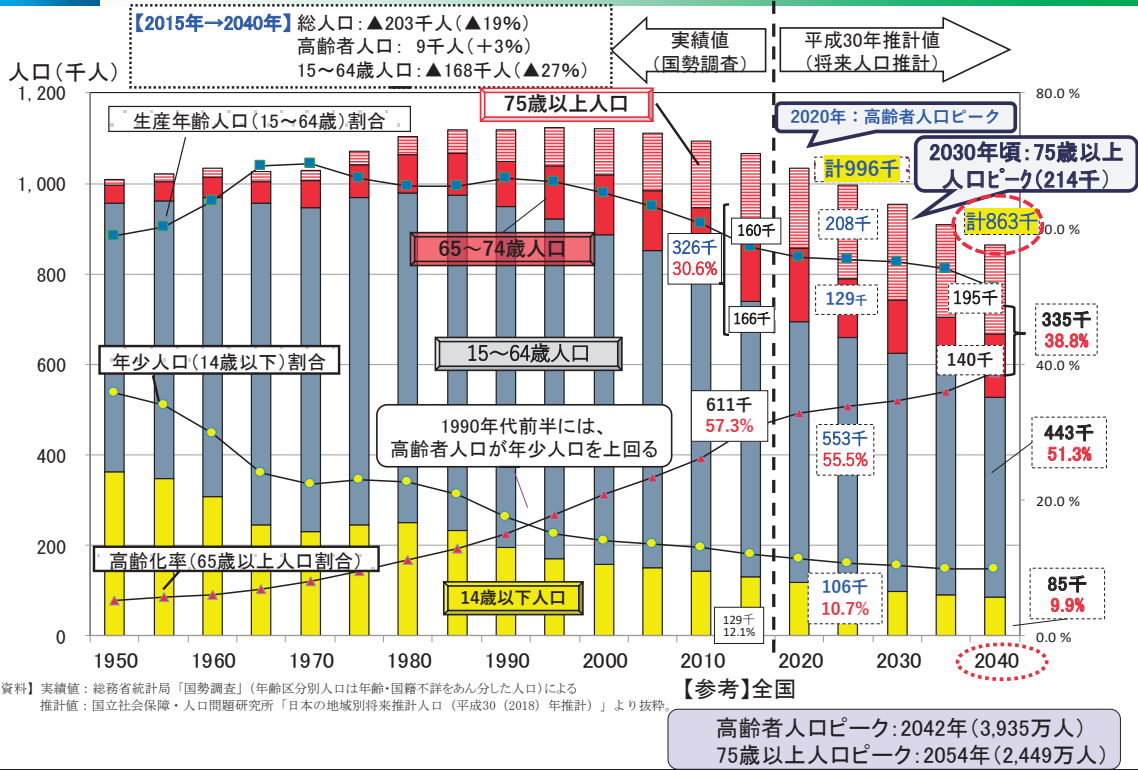 【2015年→2040年】総人口:▲203千人(▲19%)
高齢者人口: 9千人(+3%)
15~64歳人口:▲168千人(▲27%)
実績値
(国勢調査)
平成30年推計値
(将来人口推計)
人口(千人)
1,200
1,000
800
600
400
200
0
80.0 %
0.0 %
40.0 %
20.0 %
0.0 %
生産年齢人口(15~64歳)割合
75歳以上人口
2020年:高齢者人口ピーク
2030年頃:75歳以上
人口ピーク(214千)
計996千
計863千
65~74歳人口
326千
30.6%
160千
166千
208千
129千
195千
140千
335千
38.8%
年少人口(14歳以下)割合
15~64歳人口
1990年代前半には、
高齢者人口が年少人口を上回る
611千
57.3%
553千
55.5%
443千
51.3%
高齢化率(65歳以上人口割合)
14歳以下人口
129千
12.1%
106千
10.7%
85千
9.9%
1950
1960
1970
1980
1990
2000
2010
2020
2030
2040
資料】実績値:総務省統計局「国勢調査」(年齢区分別人口は年齢・国籍不詳をあん分した人口)による
推計値:国立社会保障・人口問題研究所「日本の地域別将来推計人口(平成30(2018)年推計)」より抜粋。
【参考】全国
高齢者人口ピーク:2042年(3,935万人)
75歳以上人口ピーク:2054年(2,449万人)